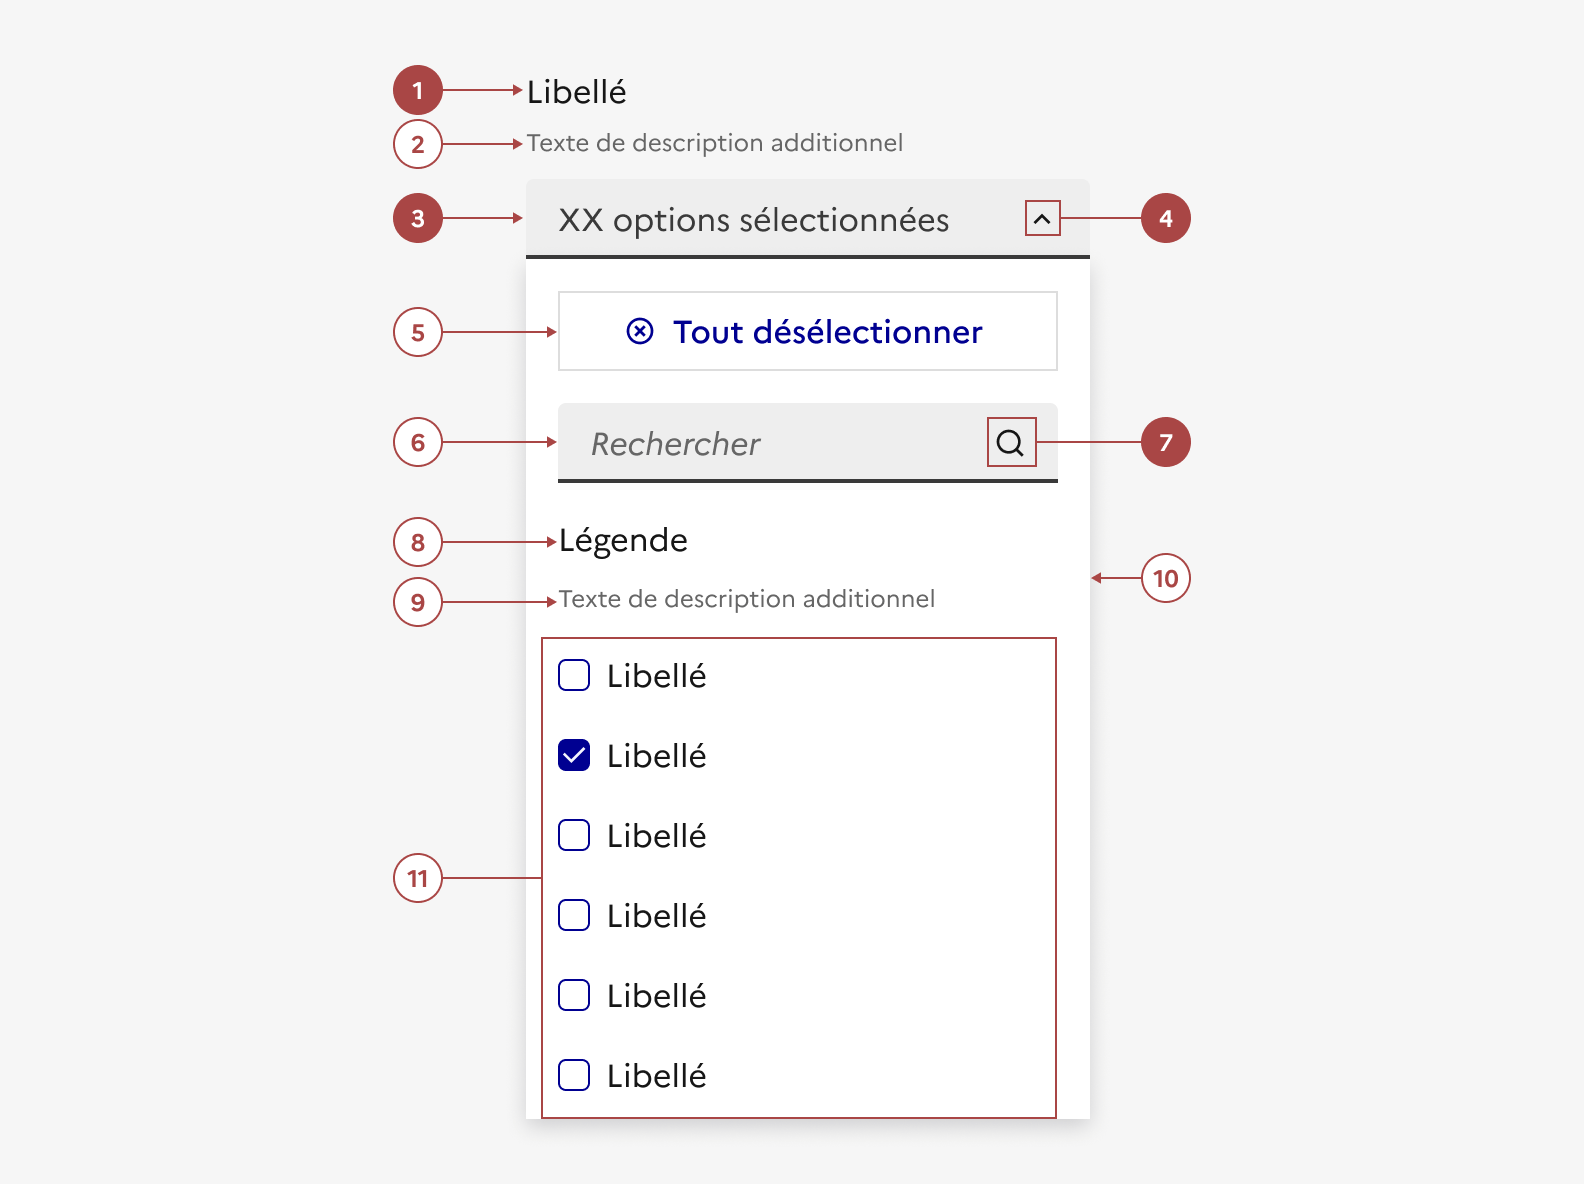 1 Libellé
2 Texte de description additionnel
3 XX options sélectionnées 4
5 Tout désélectionner
6 Rechercher 7
8 Légende
10
9 Texte de description additionnel
Libellé
Libellé
Libellé
11
Libellé
Libellé
Libellé